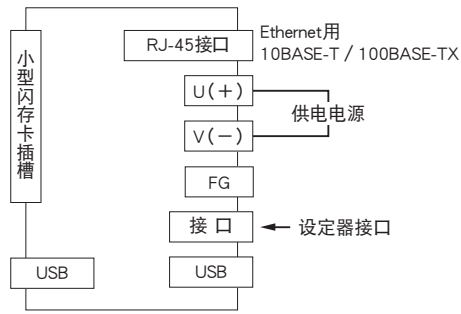 小型闪存卡插槽
RJ-45接口
Ethernet用
10BASE-T / 100BASE-TX
U(+)
供电电源
V(-)
FG
接 口
设定器接口
USB
USB